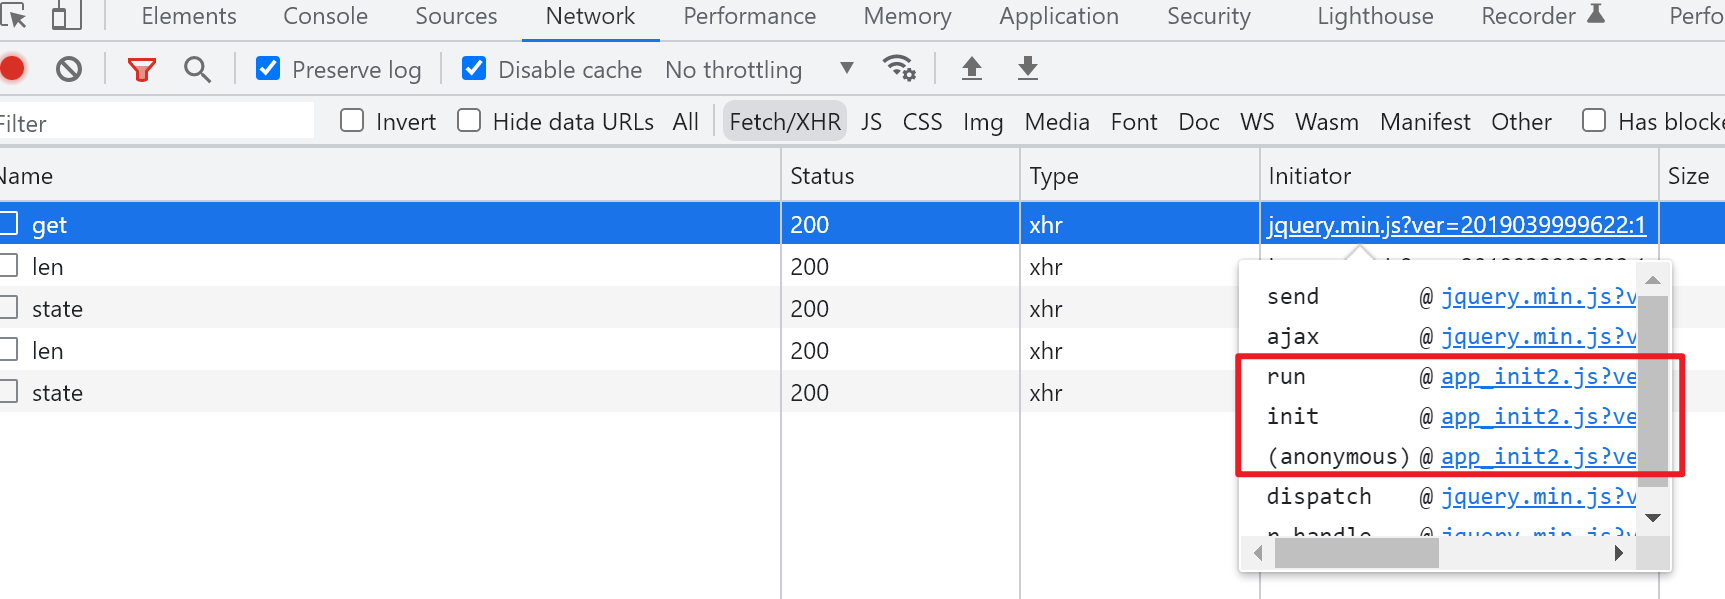 Elements Console Sources Network Performance Memory Application Security Lighthouse Recorder Perfo
Preserve log Disable cache No throttling
Filter Invert Hide data URLs All Fetch/XHR JS CSS Img Media Font Doc WS Wasm Manifest Other Has blocke
Name Status Type Initiator Size
get 200 xhr jquery.min.js?ver=2019039999622:1
len 200 xhr
state 200 xhr
len 200 xhr
state 200 xhr
send @ jquery.min.js?v
ajax @ jquery.min.js?v
run @ app_init2.js?ve
init @ app_init2.js?ve
(anonymous) @ app_init2.js?ve
dispatch @ jquery.min.js?v